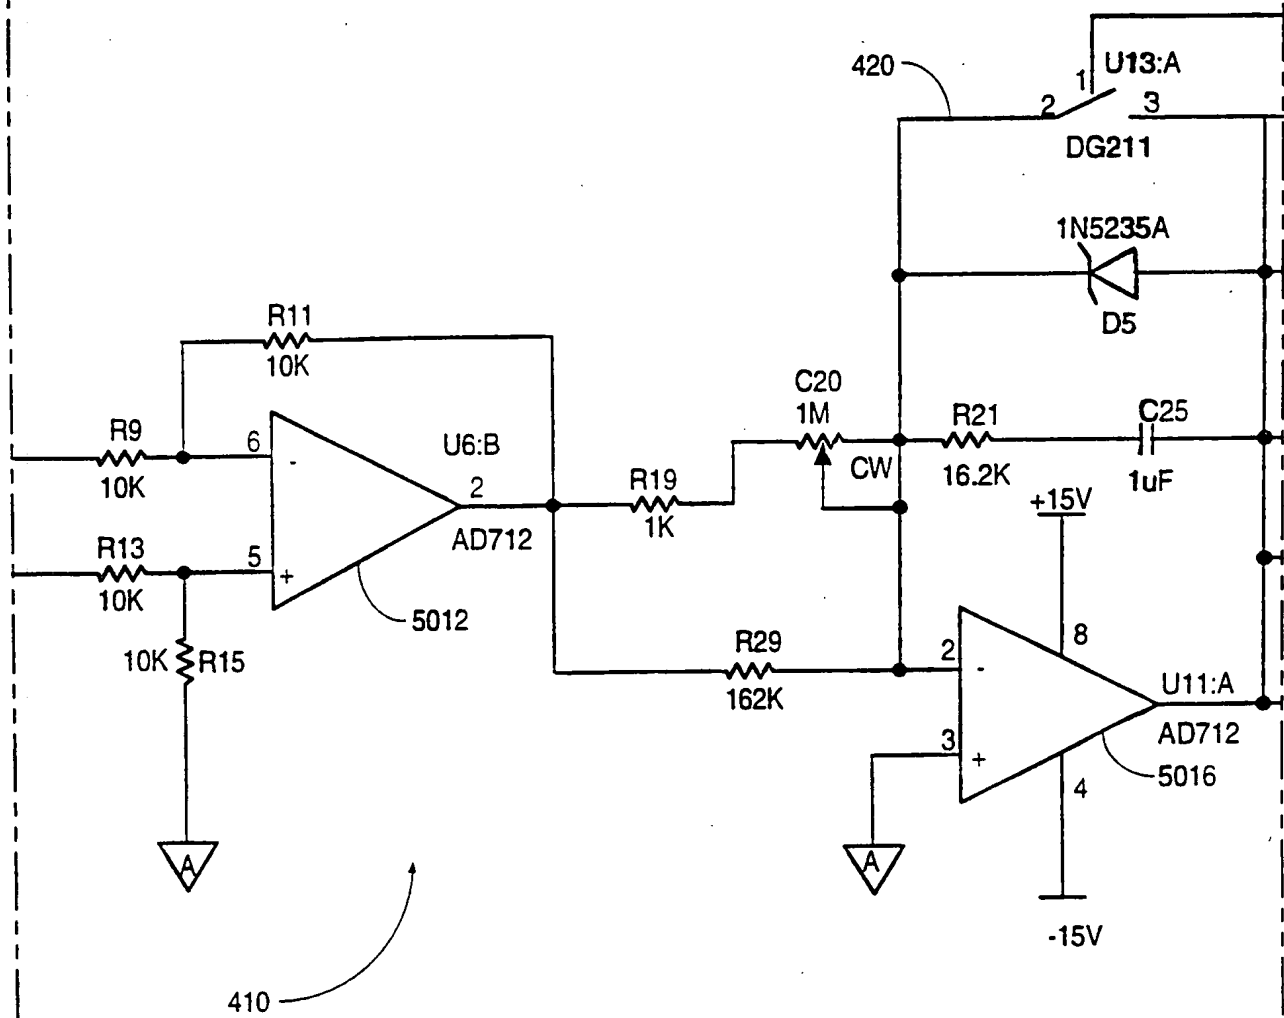 420
1
U13:A
2
3
DG211
1N5235A
D5
R11
10K
C20
1M
CW
R21
16.2K
C25
1uF
R9
10K
6
-
U6:B
2
AD712
R19
1K
+15V
R13
10K
5
+
5012
10K
R15
R29
162K
2
-
8
U11:A
AD712
3
+
5016
4
A
A
-15V
410